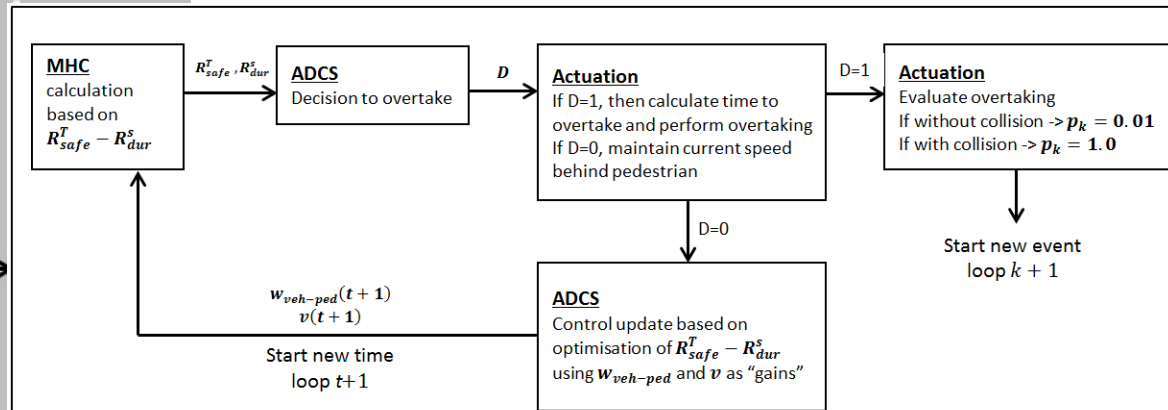 MHC
calculation
based on
R^T_safe − R^s_dur
R^T_safe , R^s_dur
ADCS
Decision to overtake
D
Actuation
If D=1, then calculate time to
overtake and perform overtaking
If D=0, maintain current speed
behind pedestrian
D=1
Actuation
Evaluate overtaking
If without collision -> p_k = 0.01
If with collision -> p_k = 1.0
Start new event
loop k + 1
D=0
ADCS
Control update based on
optimisation of R^T_safe − R^s_dur
using w_veh−ped and v as “gains”
w_veh−ped(t + 1)
v(t + 1)
Start new time
loop t+1